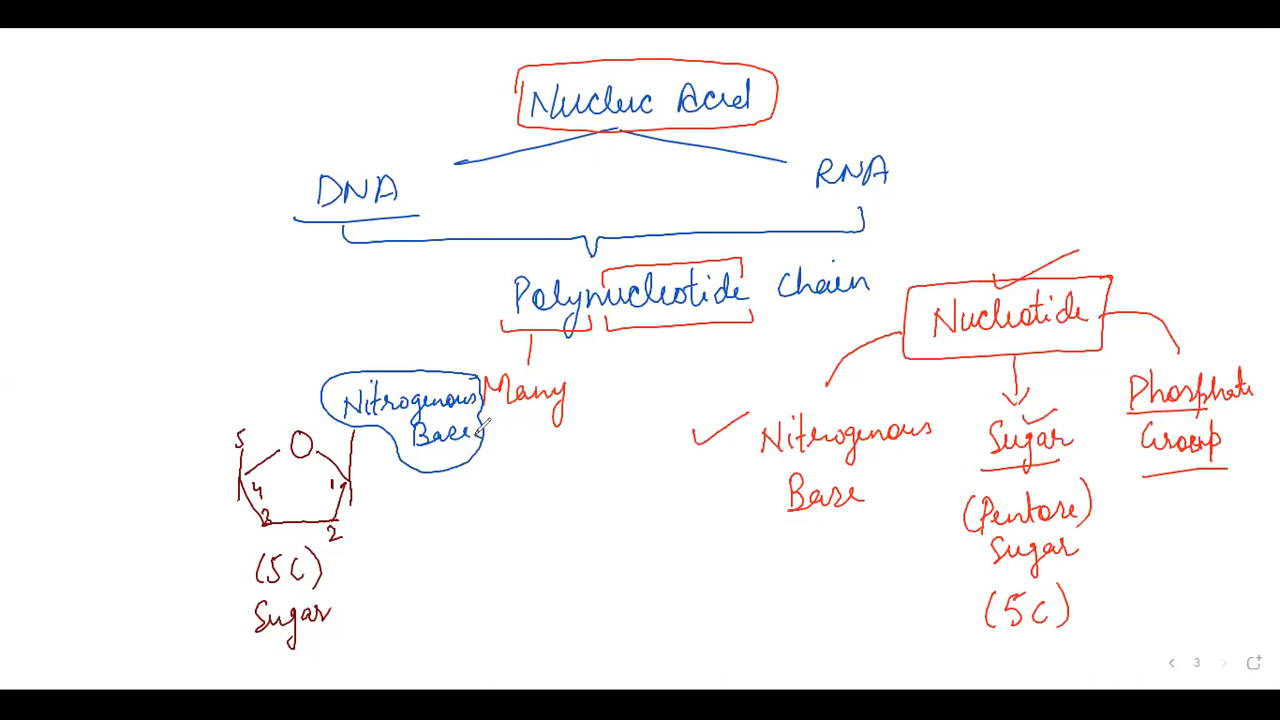 Nucleic Acid
DNA
RNA
Polynucleotide Chain
Many
Nucleotide
Nitrogenous
Base
Sugar
(Pentose)
Sugar
(5C)
Phosphate
Group
Nitrogenous
Base
5
O
4
1
3
2
(5C)
Sugar
3